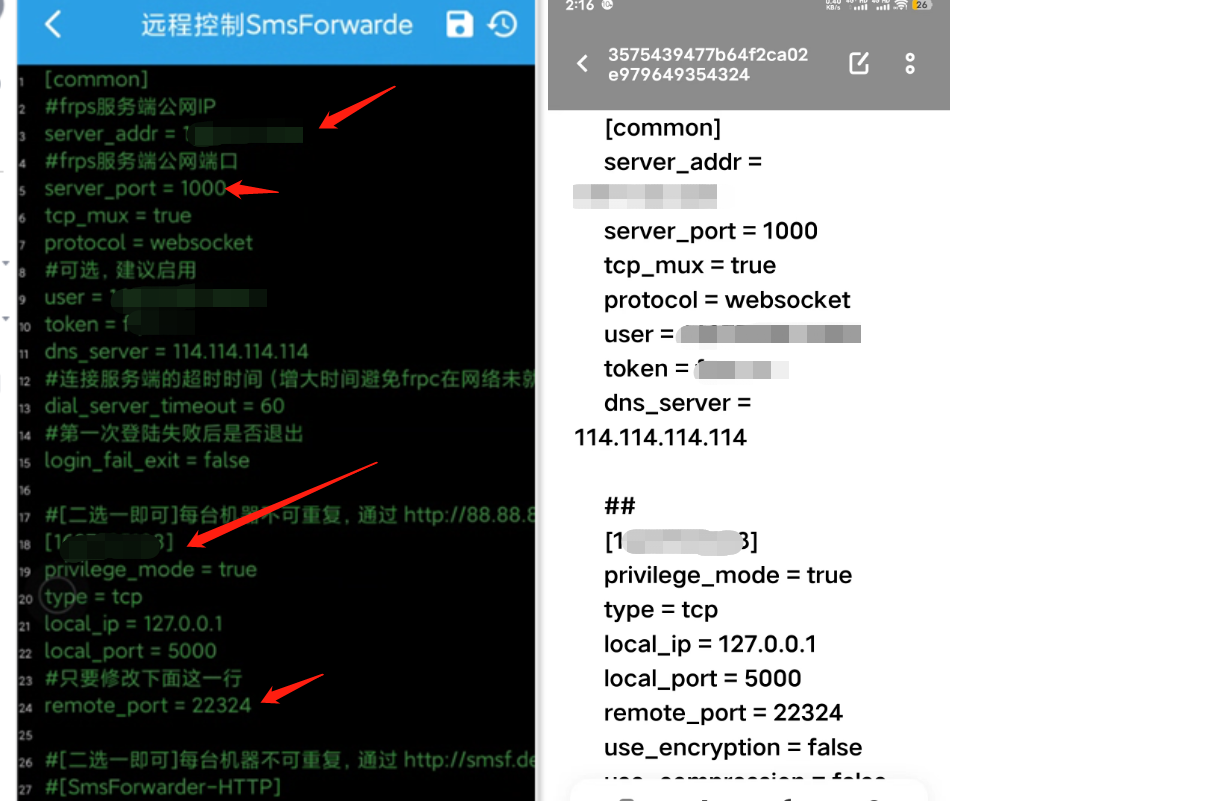 远程控制SmsForwarde
1 [common]
2 #frps服务端公网IP
3 server_addr = 1
4 #frps服务端公网端口
5 server_port = 1000
6 tcp_mux = true
7 protocol = websocket
8 #可选，建议启用
9 user =
10 token = f
11 dns_server = 114.114.114.114
12 #连接服务端的超时时间（增大时间避免frpc在网络未就
13 dial_server_timeout = 60
14 #第一次登陆失败后是否退出
15 login_fail_exit = false
16
17 #[二选一即可]每台机器不可重复，通过 http://88.88.8
18 [16 3]
19 privilege_mode = true
20 type = tcp
21 local_ip = 127.0.0.1
22 local_port = 5000
23 #只要修改下面这一行
24 remote_port = 22324
25
26 #[二选一即可]每台机器不可重复，通过 http://smsf.de
27 #[SmsForwarder-HTTP]
2:16
26
3575439477b64f2ca02
e979649354324
[common]
server_addr =
server_port = 1000
tcp_mux = true
protocol = websocket
user =
token = f
dns_server =
114.114.114.114
##
[1 3]
privilege_mode = true
type = tcp
local_ip = 127.0.0.1
local_port = 5000
remote_port = 22324
use_encryption = false
use_compression = false